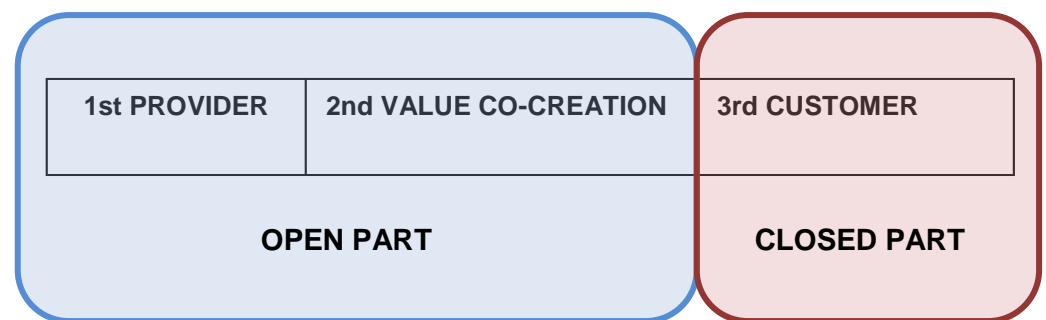 1st PROVIDER
2nd VALUE CO-CREATION
3rd CUSTOMER
OPEN PART
CLOSED PART